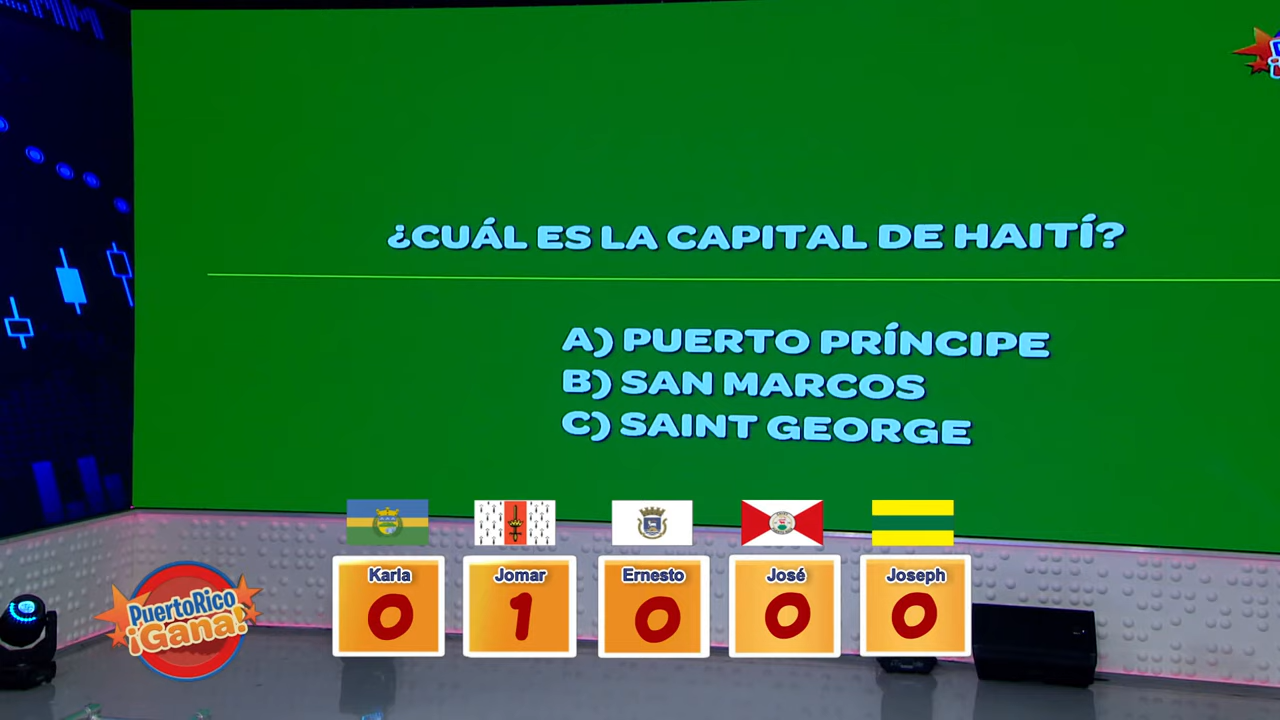 ¿CUÁL ES LA CAPITAL DE HAITÍ?
A) PUERTO PRÍNCIPE
B) SAN MARCOS
C) SAINT GEORGE
Karla
Jomar
Ernesto
José
Joseph
0
1
0
0
0
PuertoRico
¡Gana!